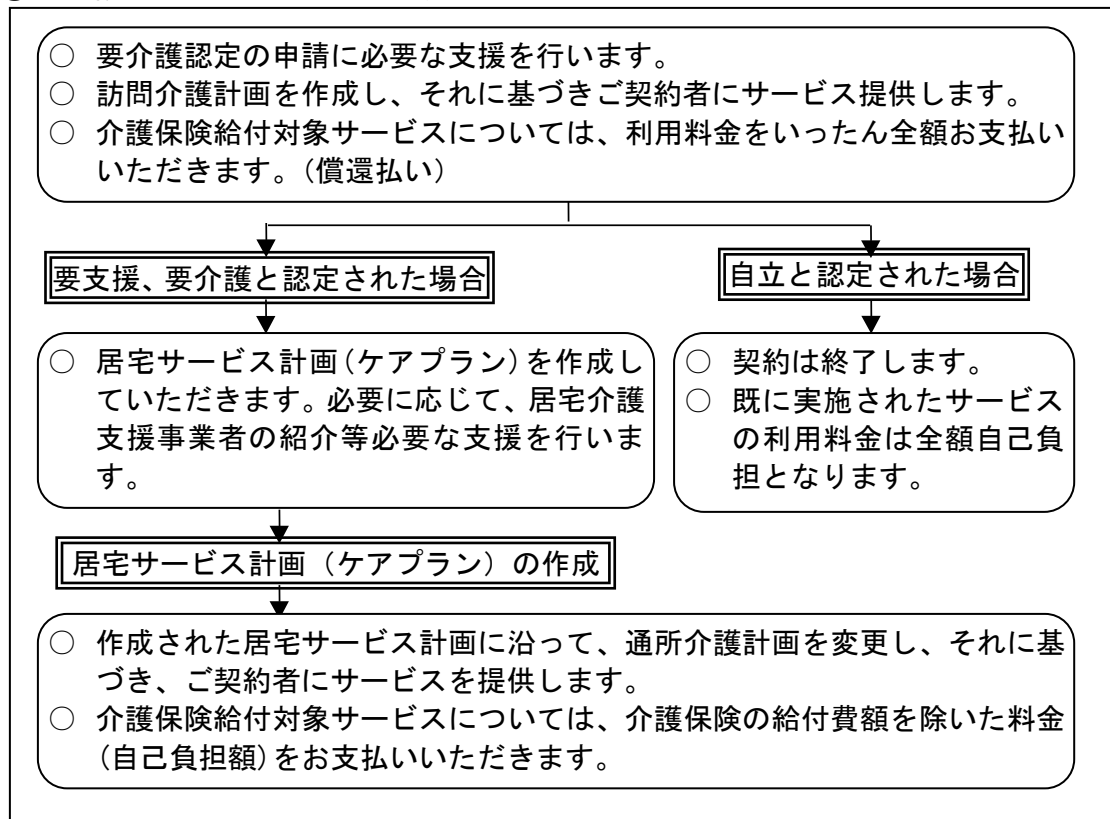 ○ 要介護認定の申請に必要な支援を行います。
○ 訪問介護計画を作成し、それに基づきご契約者にサービス提供します。
○ 介護保険給付対象サービスについては、利用料金をいったん全額お支払い
いただきます。(償還払い)
要支援、要介護と認定された場合
自立と認定された場合
○ 居宅サービス計画(ケアプラン)を作成し
ていただきます。必要に応じて、居宅介護
支援事業者の紹介等必要な支援を行いま
す。
○ 契約は終了します。
○ 既に実施されたサービス
の利用料金は全額自己負
担となります。
居宅サービス計画(ケアプラン)の作成
○ 作成された居宅サービス計画に沿って、通所介護計画を変更し、それに基
づき、ご契約者にサービスを提供します。
○ 介護保険給付対象サービスについては、介護保険の給付費額を除いた料金
(自己負担額)をお支払いいただきます。